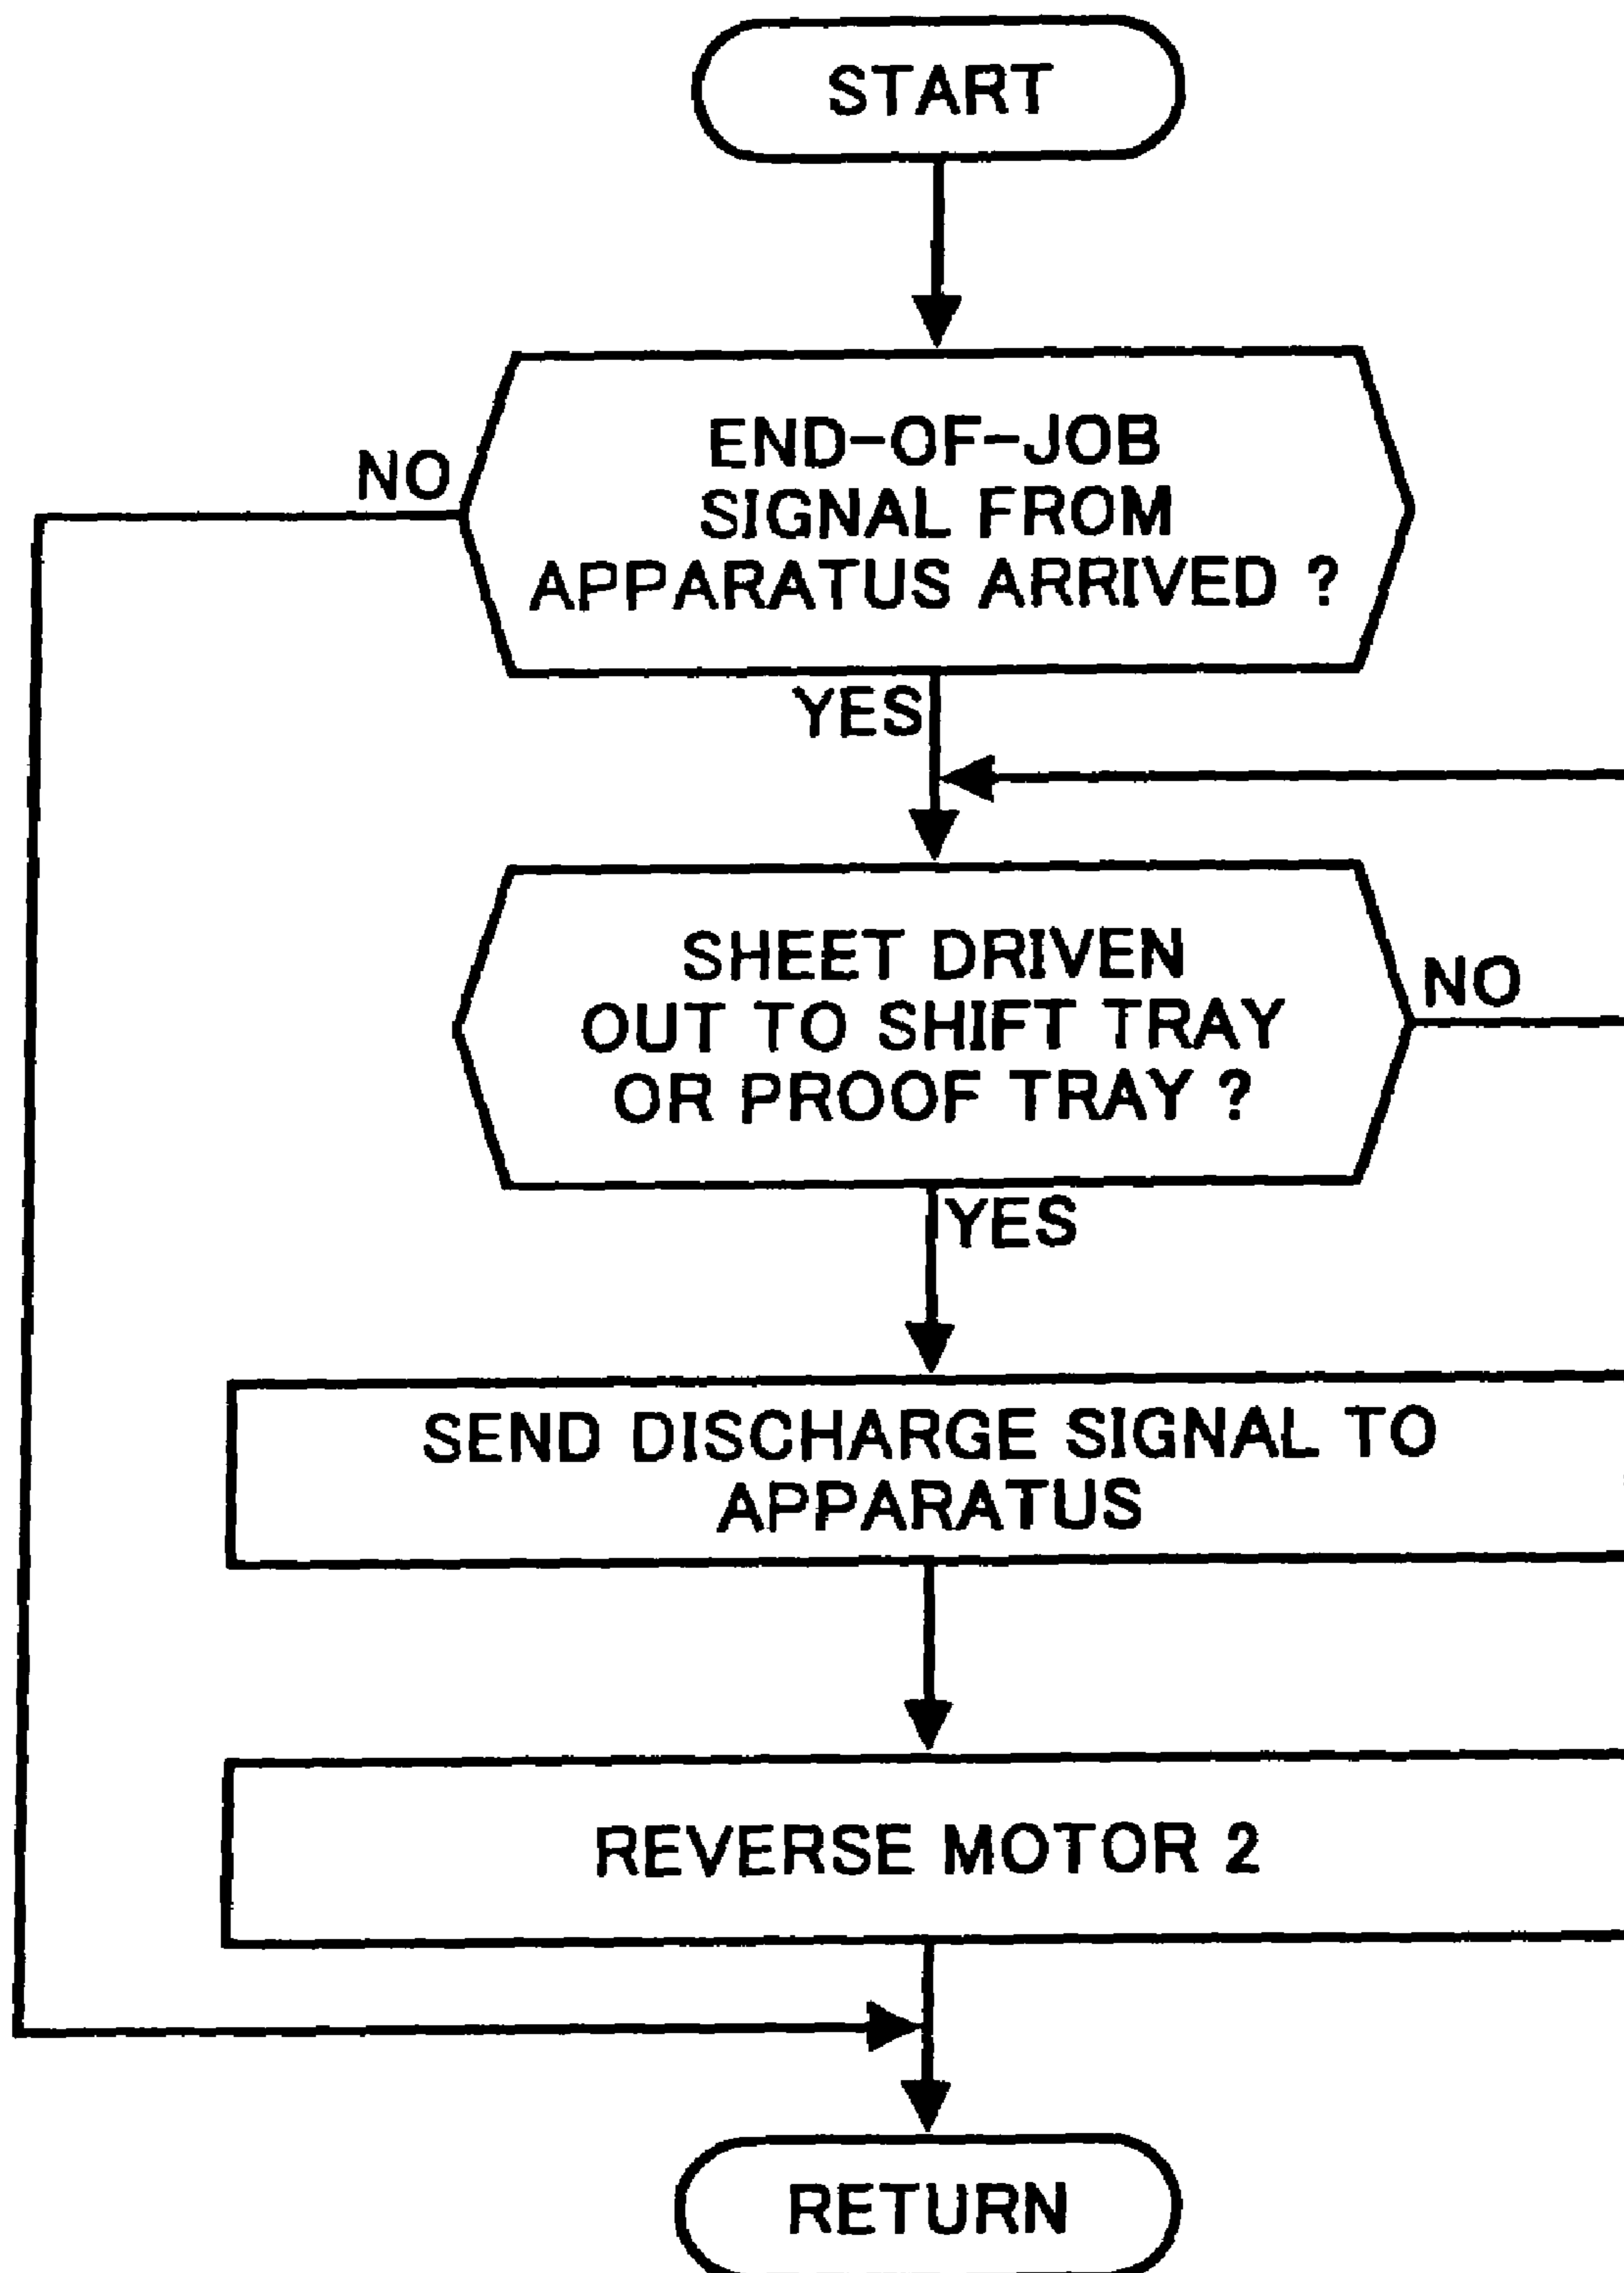 START
END-OF-JOB
SIGNAL FROM
APPARATUS ARRIVED ?
NO
YES
SHEET DRIVEN
OUT TO SHIFT TRAY
OR PROOF TRAY ?
NO
YES
SEND DISCHARGE SIGNAL TO
APPARATUS
REVERSE MOTOR 2
RETURN